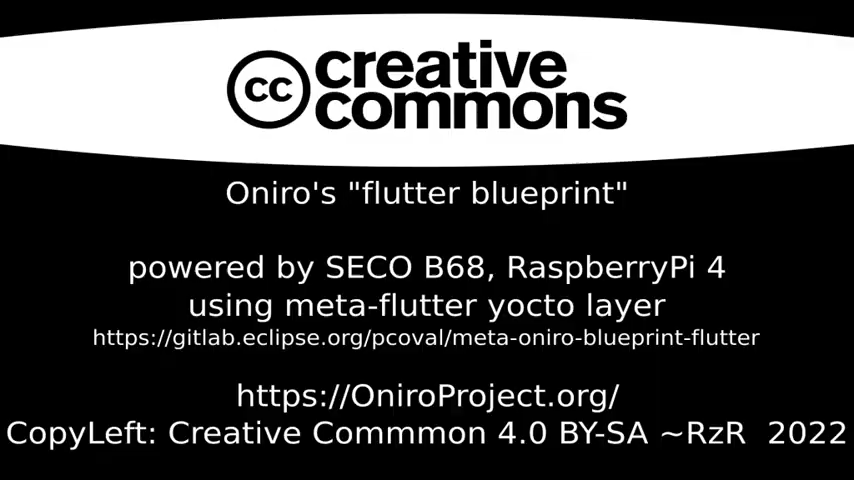 cc creative
commons
Oniro's "flutter blueprint"
powered by SECO B68, RaspberryPi 4
using meta-flutter yocto layer
https://gitlab.eclipse.org/pcoval/meta-oniro-blueprint-flutter
https://OniroProject.org/
CopyLeft: Creative Commmon 4.0 BY-SA ~RzR  2022